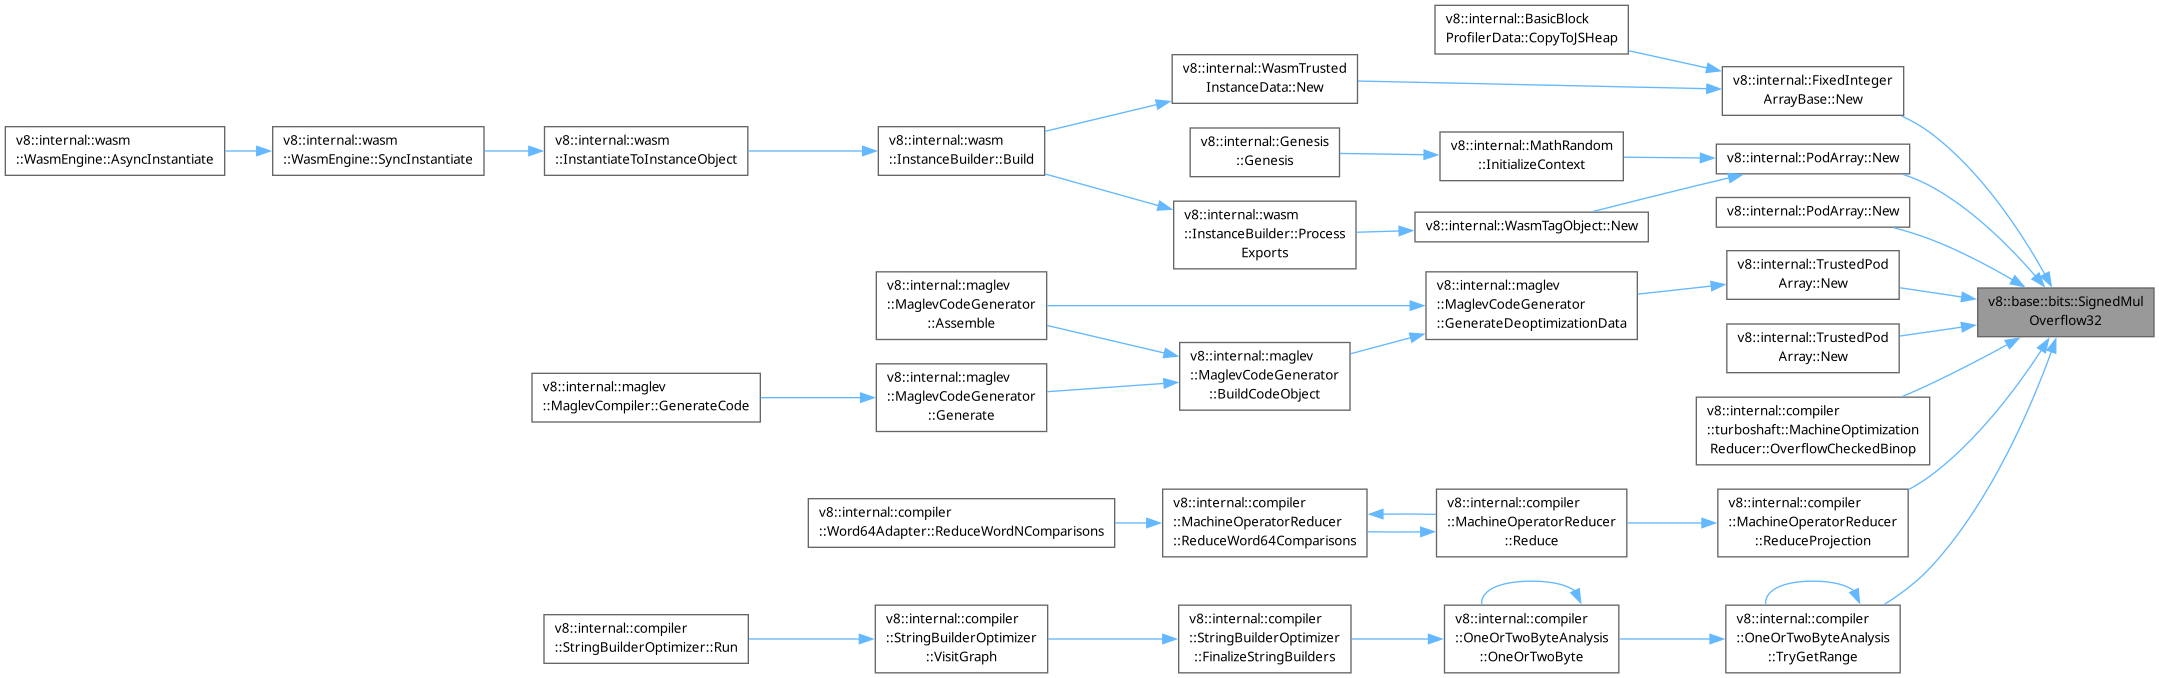 v8::internal::BasicBlock
ProfilerData::CopyToJSHeap
v8::internal::WasmTrusted
InstanceData::New
v8::internal::FixedInteger
ArrayBase::New
v8::internal::wasm
::WasmEngine::AsyncInstantiate
v8::internal::wasm
::WasmEngine::SyncInstantiate
v8::internal::wasm
::InstantiateToInstanceObject
v8::internal::wasm
::InstanceBuilder::Build
v8::internal::Genesis
::Genesis
v8::internal::MathRandom
::InitializeContext
v8::internal::PodArray::New
v8::internal::PodArray::New
v8::internal::wasm
::InstanceBuilder::Process
Exports
v8::internal::WasmTagObject::New
v8::internal::TrustedPod
Array::New
v8::internal::maglev
::MaglevCodeGenerator
::Assemble
v8::internal::maglev
::MaglevCodeGenerator
::GenerateDeoptimizationData
v8::base::bits::SignedMul
Overflow32
v8::internal::TrustedPod
Array::New
v8::internal::maglev
::MaglevCodeGenerator
::BuildCodeObject
v8::internal::maglev
::MaglevCompiler::GenerateCode
v8::internal::maglev
::MaglevCodeGenerator
::Generate
v8::internal::compiler
::turboshaft::MachineOptimization
Reducer::OverflowCheckedBinop
v8::internal::compiler
::Word64Adapter::ReduceWordNComparisons
v8::internal::compiler
::MachineOperatorReducer
::ReduceWord64Comparisons
v8::internal::compiler
::MachineOperatorReducer
::Reduce
v8::internal::compiler
::MachineOperatorReducer
::ReduceProjection
v8::internal::compiler
::StringBuilderOptimizer::Run
v8::internal::compiler
::StringBuilderOptimizer
::VisitGraph
v8::internal::compiler
::StringBuilderOptimizer
::FinalizeStringBuilders
v8::internal::compiler
::OneOrTwoByteAnalysis
::OneOrTwoByte
v8::internal::compiler
::OneOrTwoByteAnalysis
::TryGetRange